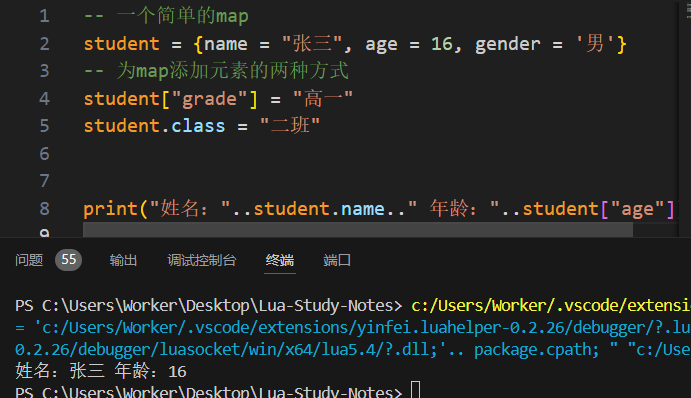 1 -- 一个简单的map
2 student = {name = "张三", age = 16, gender = '男'}
3 -- 为map添加元素的两种方式
4 student["grade"] = "高一"
5 student.class = "二班"
6
7
8 print("姓名："..student.name.." 年龄："..student["age"]
9
问题 55 输出 调试控制台 终端 端口
PS C:\Users\Worker\Desktop\Lua-Study-Notes> c:/Users/Worker/.vscode/extensio
= 'c:/Users/Worker/.vscode/extensions/yinfei.luahelper-0.2.26/debugger/?.lu
0.2.26/debugger/luasocket/win/x64/lua5.4/?.dll;'.. package.cpath; " "c:/Use
姓名：张三 年龄：16
PS C:\Users\Worker\Desktop\Lua-Study-Notes>